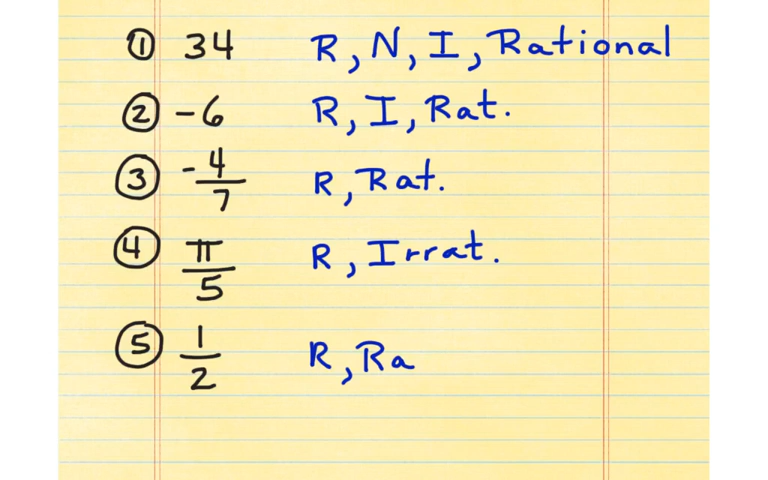 ① 34 R, N, I, Rational
② -6 R, I, Rat.
③ -4/7 R, Rat.
④ π/5 R, Irrat.
⑤ 1/2 R, Ra